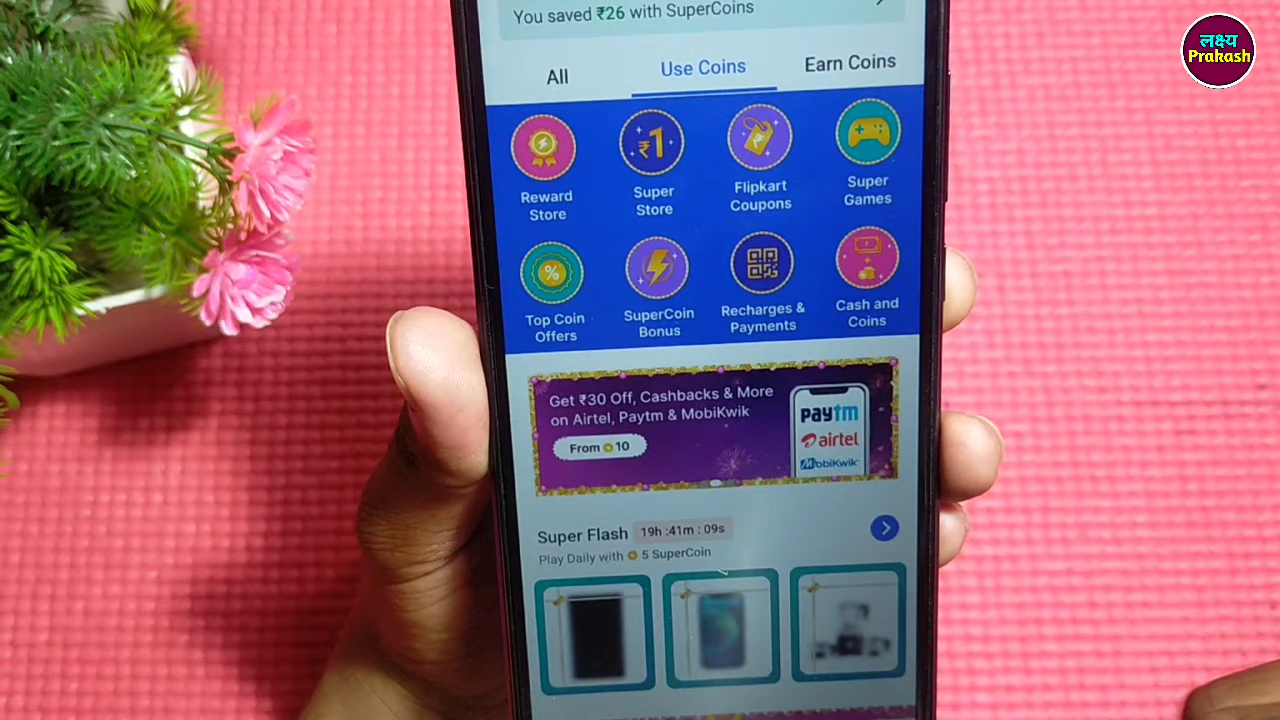 लक्ष्य
Prakash
You saved ₹26 with SuperCoins
All
Use Coins
Earn Coins
₹1
Reward
Store
Super
Store
Flipkart
Coupons
Super
Games
%
Top Coin
Offers
SuperCoin
Bonus
Recharges &
Payments
Cash and
Coins
Get ₹30 Off, Cashbacks & More
on Airtel, Paytm & MobiKwik
From 10
paytm
airtel
MobiKwik
Super Flash
19h :41m : 09s
Play Daily with 5 SuperCoin